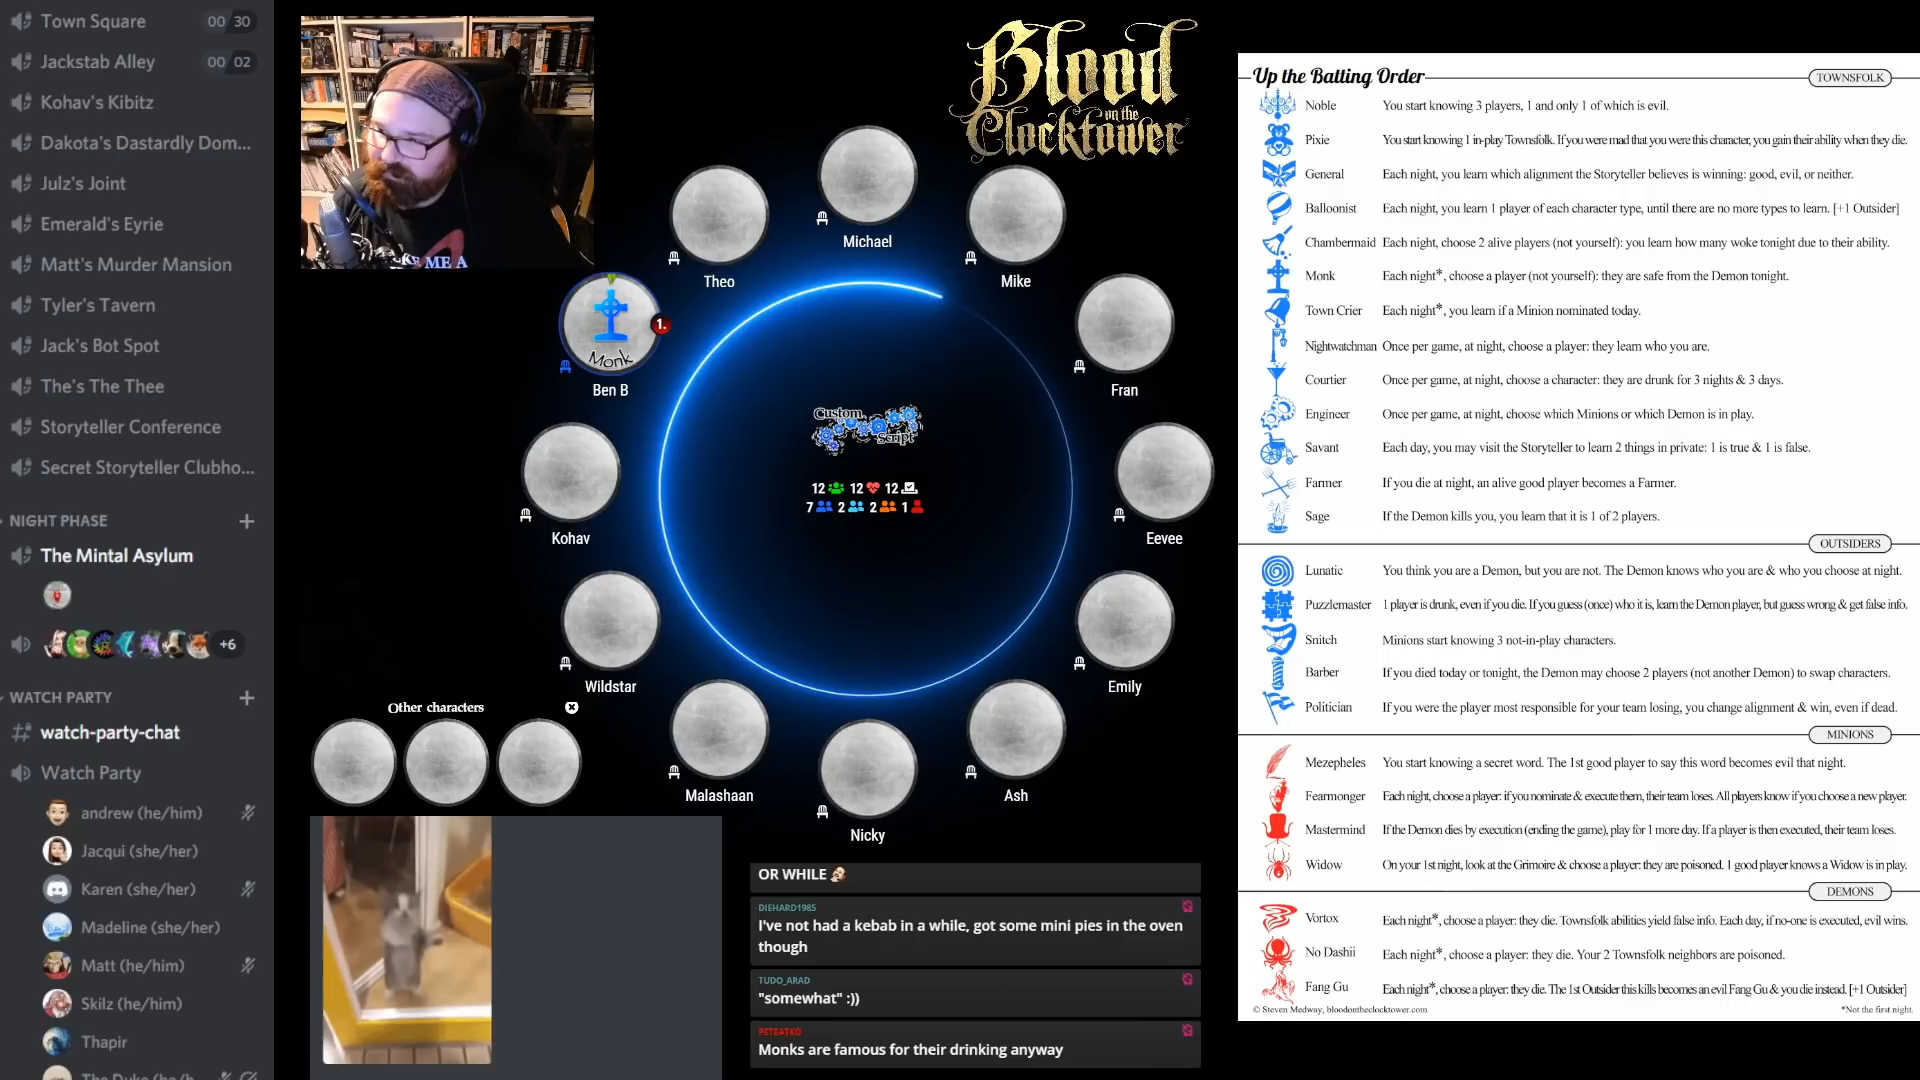 Town Square 00 30
Jackstab Alley 00 02
Kohav's Kibitz
Dakota's Dastardly Dom...
Julz's Joint
Emerald's Eyrie
Matt's Murder Mansion
Tyler's Tavern
Jack's Bot Spot
The's The Thee
Storyteller Conference
Secret Storyteller Clubho...
NIGHT PHASE
The Mintal Asylum
+6
WATCH PARTY
watch-party-chat
Watch Party
andrew (he/him)
Jacqui (she/her)
Karen (she/her)
Madeline (she/her)
Matt (he/him)
Skilz (he/him)
Thapir
The Duke (he/h
KE ME A
Blood
on the
Clocktower
Michael
Theo
Mike
Monk
1.
Ben B
Fran
Kohav
Eevee
Wildstar
Emily
Malashaan
Ash
Nicky
Custom
Script
12 12 12
7 2 2 1
Other characters
OR WHILE
DIEHARD1985
I've not had a kebab in a while, got some mini pies in the oven
though
TUDO_ARAD
"somewhat" :))
PETEATKO
Monks are famous for their drinking anyway
Up the Batting Order
TOWNSFOLK
Noble You start knowing 3 players, 1 and only 1 of which is evil.
Pixie You start knowing 1 in-play Townsfolk. If you were mad that you were this character, you gain their ability when they die.
General Each night, you learn which alignment the Storyteller believes is winning: good, evil, or neither.
Balloonist Each night, you learn 1 player of each character type, until there are no more types to learn. [+1 Outsider]
Chambermaid Each night, choose 2 alive players (not yourself): you learn how many woke tonight due to their ability.
Monk Each night*, choose a player (not yourself): they are safe from the Demon tonight.
Town Crier Each night*, you learn if a Minion nominated today.
Nightwatchman Once per game, at night, choose a player: they learn who you are.
Courtier Once per game, at night, choose a character: they are drunk for 3 nights & 3 days.
Engineer Once per game, at night, choose which Minions or which Demon is in play.
Savant Each day, you may visit the Storyteller to learn 2 things in private: 1 is true & 1 is false.
Farmer If you die at night, an alive good player becomes a Farmer.
Sage If the Demon kills you, you learn that it is 1 of 2 players.
OUTSIDERS
Lunatic You think you are a Demon, but you are not. The Demon knows who you are & who you choose at night.
Puzzlemaster 1 player is drunk, even if you die. If you guess (once) who it is, learn the Demon player, but guess wrong & get false info.
Snitch Minions start knowing 3 not-in-play characters.
Barber If you died today or tonight, the Demon may choose 2 players (not another Demon) to swap characters.
Politician If you were the player most responsible for your team losing, you change alignment & win, even if dead.
MINIONS
Mezepheles You start knowing a secret word. The 1st good player to say this word becomes evil that night.
Fearmonger Each night, choose a player: if you nominate & execute them, their team loses. All players know if you choose a new player.
Mastermind If the Demon dies by execution (ending the game), play for 1 more day. If a player is then executed, their team loses.
Widow On your 1st night, look at the Grimoire & choose a player: they are poisoned. 1 good player knows a Widow is in play.
DEMONS
Vortox Each night*, choose a player: they die. Townsfolk abilities yield false info. Each day, if no-one is executed, evil wins.
No Dashii Each night*, choose a player: they die. Your 2 Townsfolk neighbors are poisoned.
Fang Gu Each night*, choose a player: they die. The 1st Outsider this kills becomes an evil Fang Gu & you die instead. [+1 Outsider]
© Steven Medway, bloodontheclocktower.com *Not the first night.